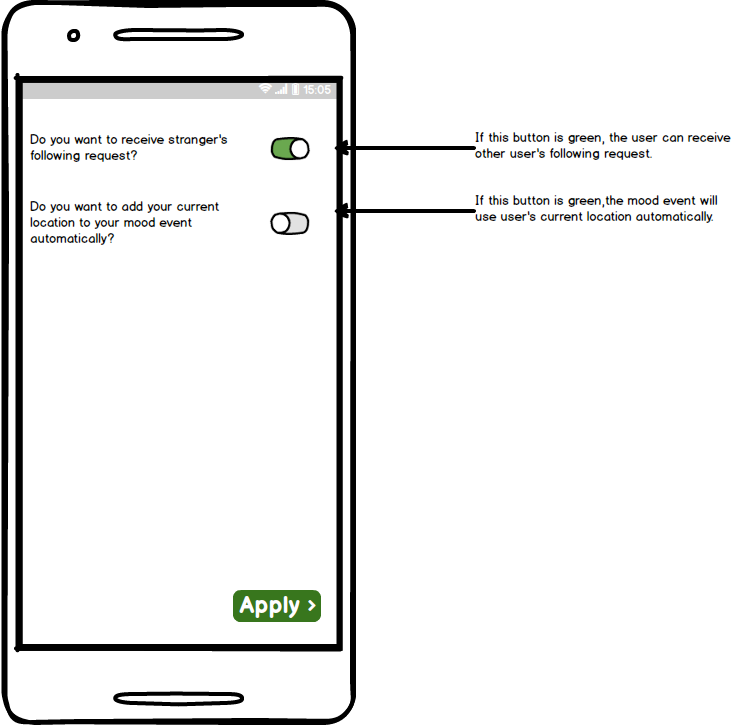 15:05
Do you want to receive stranger's
following request?
If this button is green, the user can receive
other user's following request.
Do you want to add your current
location to your mood event
automatically?
If this button is green,the mood event will
use user's current location automatically.
Apply >